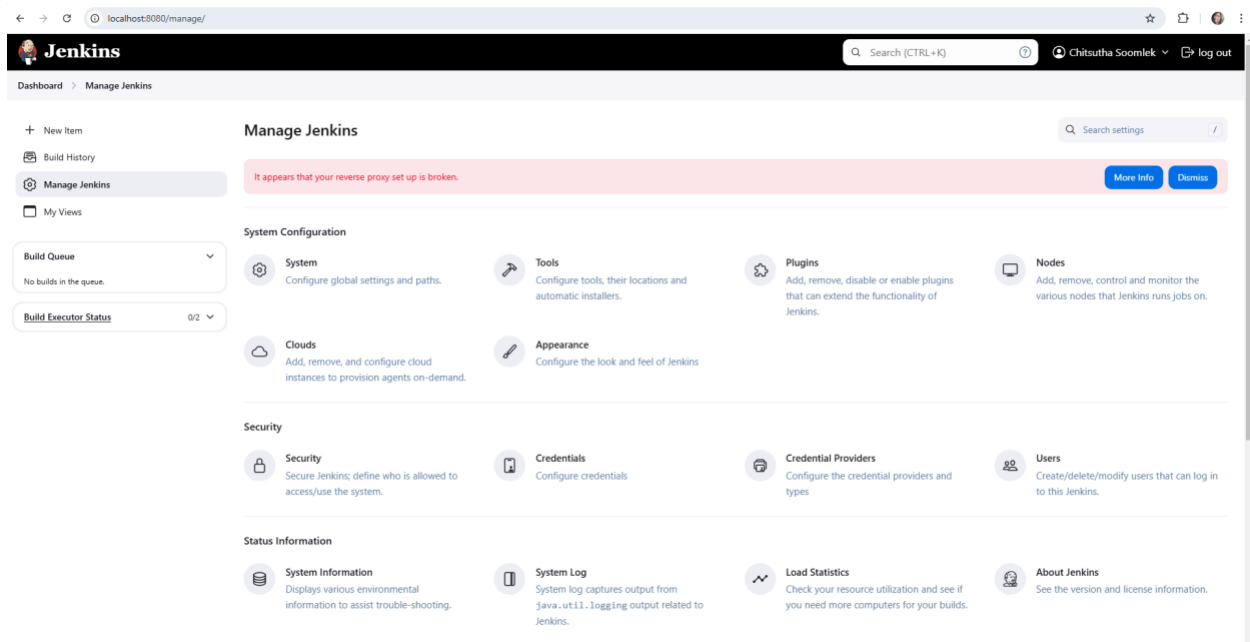 localhost:8080/manage/
Jenkins
Search (CTRL+K)
?
Chitsutha Soomlek
log out
Dashboard > Manage Jenkins
New Item
Build History
Manage Jenkins
My Views
Build Queue
No builds in the queue.
Build Executor Status 0/2
Manage Jenkins
Search settings /
It appears that your reverse proxy set up is broken.
More Info
Dismiss
System Configuration
System
Configure global settings and paths.
Tools
Configure tools, their locations and
automatic installers.
Plugins
Add, remove, disable or enable plugins
that can extend the functionality of
Jenkins.
Nodes
Add, remove, control and monitor the
various nodes that Jenkins runs jobs on.
Clouds
Add, remove, and configure cloud
instances to provision agents on-demand.
Appearance
Configure the look and feel of Jenkins
Security
Security
Secure Jenkins; define who is allowed to
access/use the system.
Credentials
Configure credentials
Credential Providers
Configure the credential providers and
types
Users
Create/delete/modify users that can log in
to this Jenkins.
Status Information
System Information
Displays various environmental
information to assist trouble-shooting.
System Log
System log captures output from
java.util.logging output related to
Jenkins.
Load Statistics
Check your resource utilization and see if
you need more computers for your builds.
About Jenkins
See the version and license information.